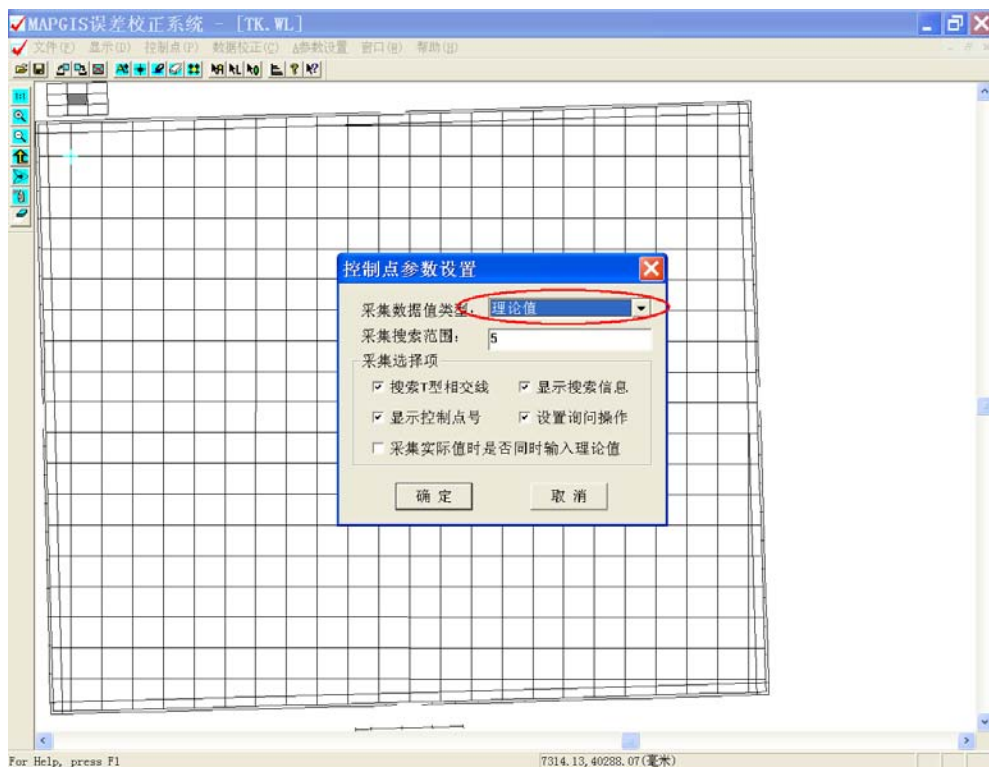 MAPGIS误差校正系统 - [TK.WL]
文件(F) 显示(D) 控制点(P) 数据校正(C) A参数设置 窗口(W) 帮助(H)
1:1
控制点参数设置
采集数据值类型: 理论值
采集搜索范围: 5
采集选择项
搜索T型相交线 显示搜索信息
显示控制点号 设置询问操作
采集实际值时是否同时输入理论值
确 定 取 消
For Help, press F1 7314.13,40288.07(毫米)